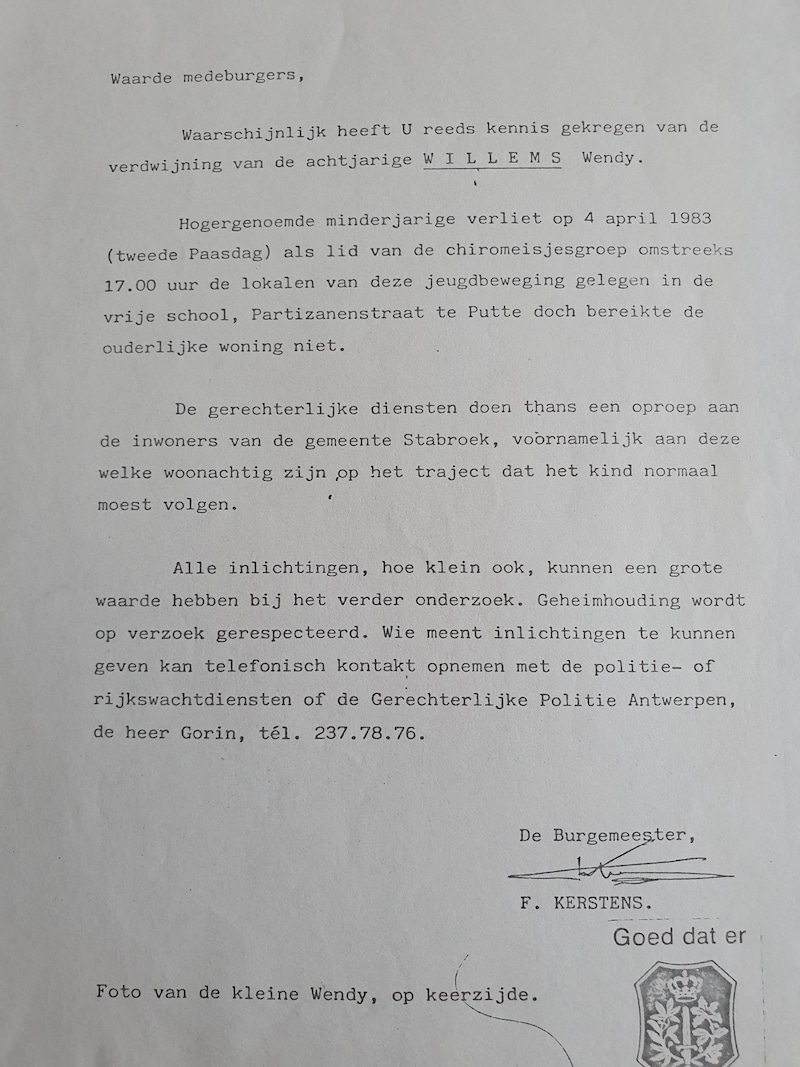 Waarde medeburgers,
Waarschijnlijk heeft U reeds kennis gekregen van de
verdwijning van de achtjarige W I L L E M S Wendy.
Hogergenoemde minderjarige verliet op 4 april 1983
(tweede Paasdag) als lid van de chiromeisjesgroep omstreeks
17.00 uur de lokalen van deze jeugdbeweging gelegen in de
vrije school, Partizanenstraat te Putte doch bereikte de
ouderlijke woning niet.
De gerechterlijke diensten doen thans een oproep aan
de inwoners van de gemeente Stabroek, voornamelijk aan deze
welke woonachtig zijn op het traject dat het kind normaal
moest volgen.
Alle inlichtingen, hoe klein ook, kunnen een grote
waarde hebben bij het verder onderzoek. Geheimhouding wordt
op verzoek gerespecteerd. Wie meent inlichtingen te kunnen
geven kan telefonisch kontakt opnemen met de politie- of
rijkswachtdiensten of de Gerechterlijke Politie Antwerpen,
de heer Gorin, tél. 237.78.76.
De Burgemeester,
F. KERSTENS.
Goed dat er
Foto van de kleine Wendy, op keerzijde.